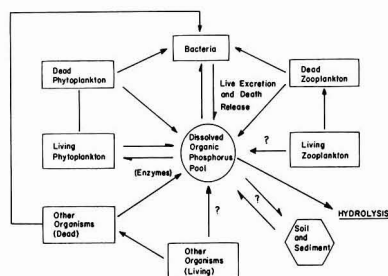 Bacteria
Dead
Phytoplankton
Live Excretion
and Death
Release
Dead
Zooplankton
Living
Phytoplankton
(Enzymes)
Dissolved
Organic
Phosphorus
Pool
?
Living
Zooplankton
Other
Organisms
(Dead)
?
?
HYDROLYSIS
Soil
and
Sediment
Other
Organisms
(Living)